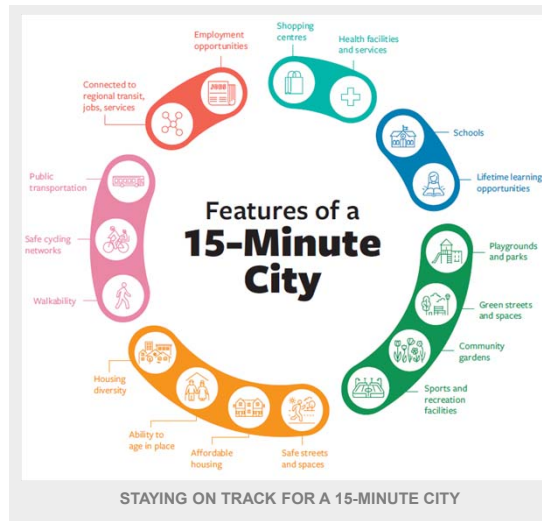 Shopping
centres
Health facilities
and services
Schools
Lifetime learning
opportunities
Playgrounds
and parks
Green streets
and spaces
Community
gardens
Sports and
recreation
facilities
Safe streets
and spaces
Affordable
housing
Ability to
age in place
Housing
diversity
Walkability
Safe cycling
networks
Public
transportation
Connected to
regional transit,
jobs, services
Employment
opportunities
JOBS
Features of a
15-Minute
City
STAYING ON TRACK FOR A 15-MINUTE CITY